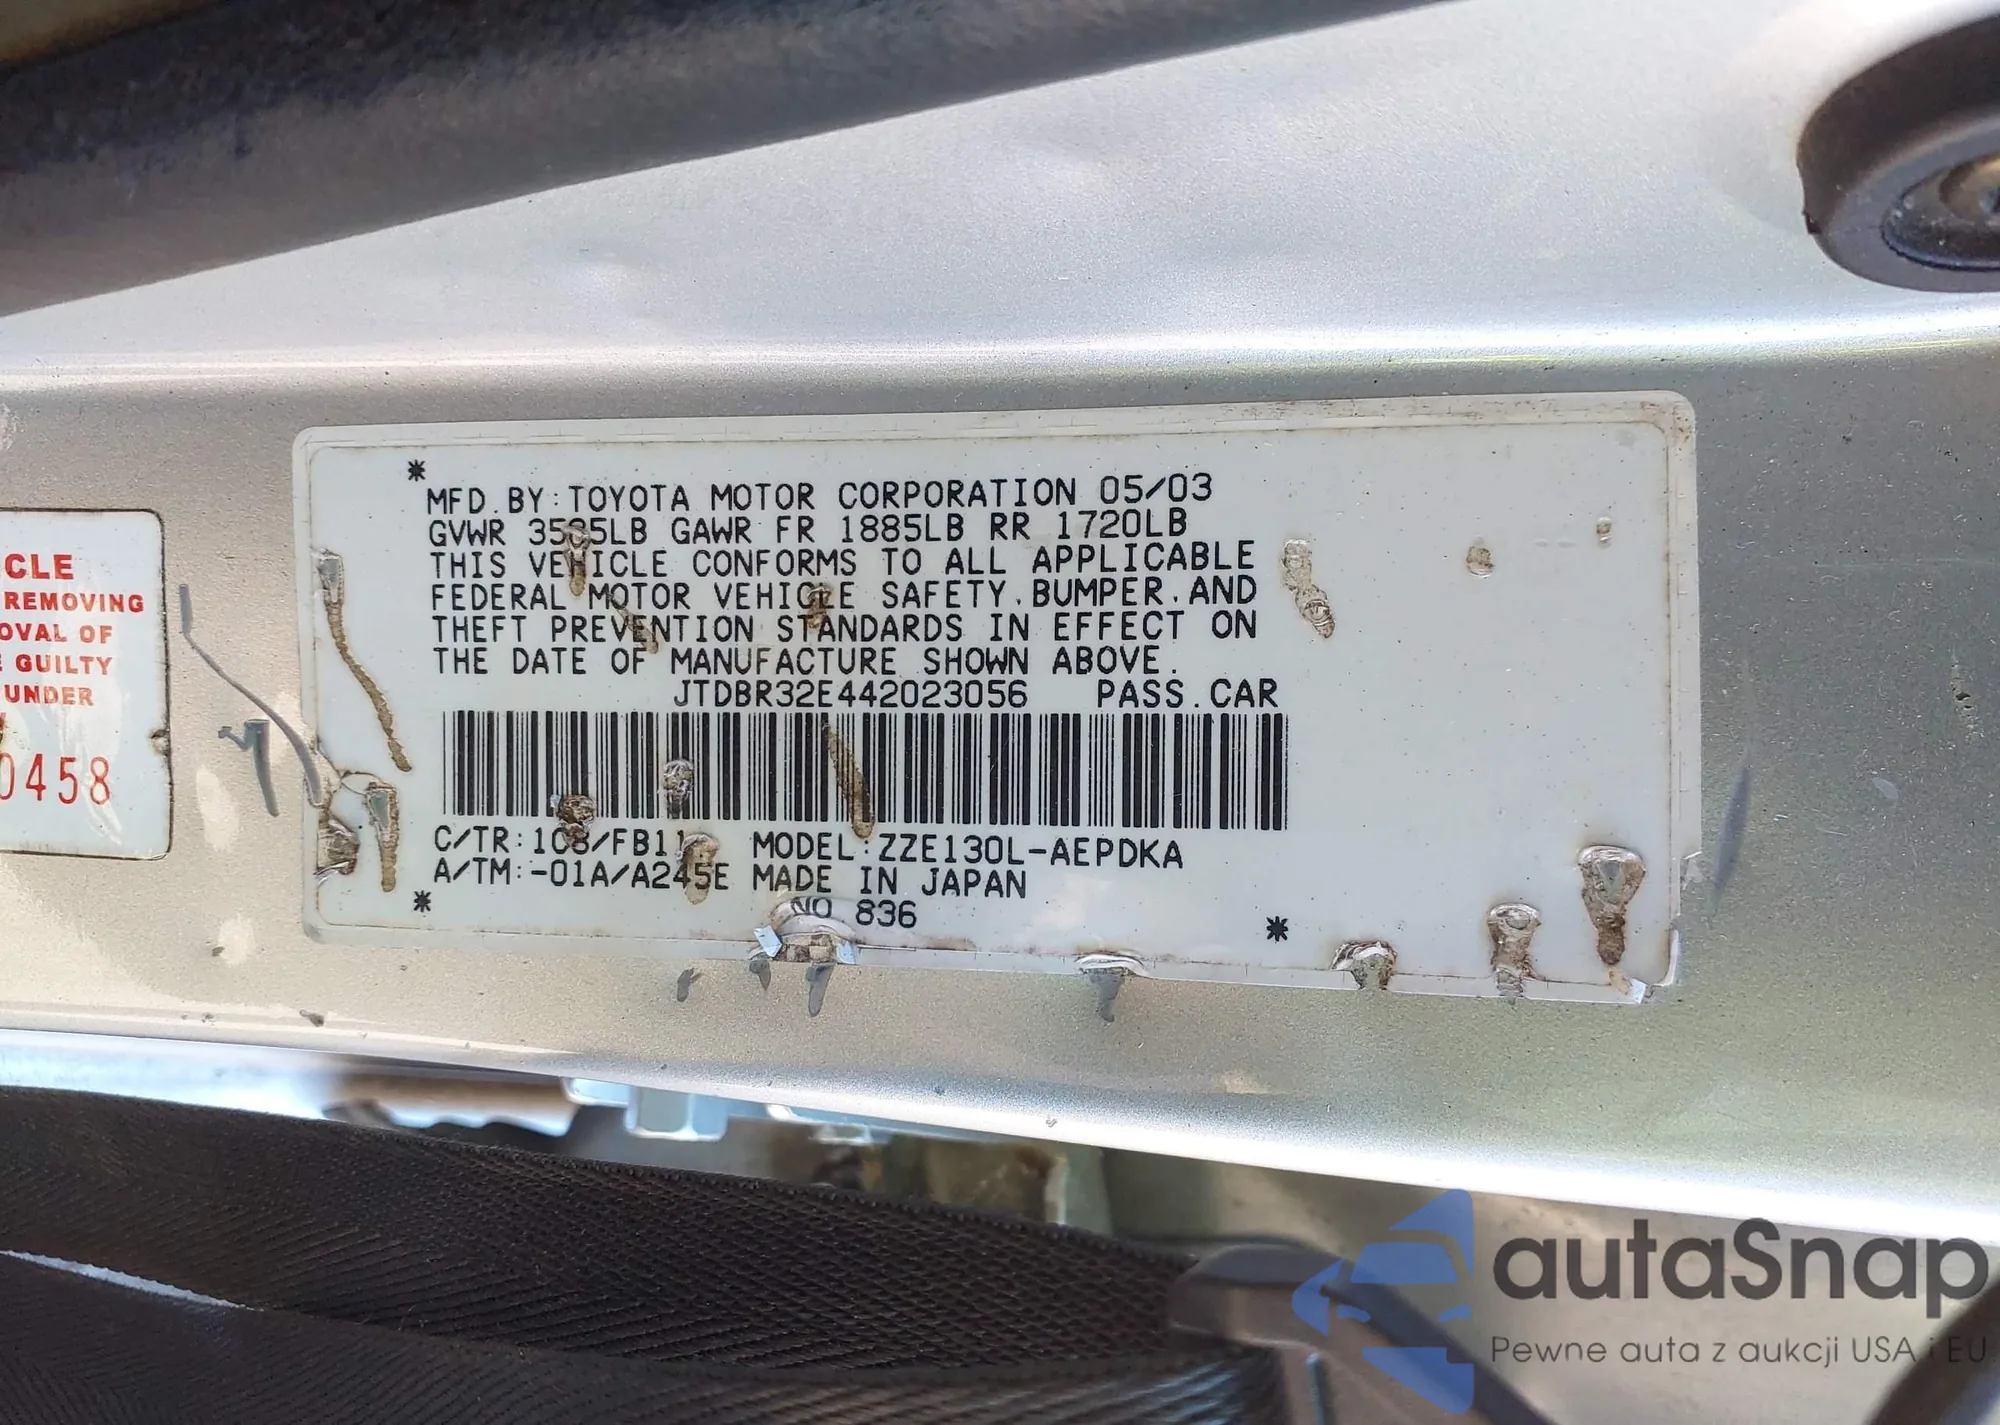 CLE
REMOVING
OVAL OF
GUILTY
UNDER
0458
MFD. BY: TOYOTA MOTOR CORPORATION 05/03
GVWR 3585LB GAWR FR 1885LB RR 1720LB
THIS VEHICLE CONFORMS TO ALL APPLICABLE
FEDERAL MOTOR VEHICLE SAFETY, BUMPER, AND
THEFT PREVENTION STANDARDS IN EFFECT ON
THE DATE OF MANUFACTURE SHOWN ABOVE.
JTDBR32E442023056 PASS. CAR
C/TR: 1C8/FB11 MODEL: ZZE130L-AEPDKA
A/TM: -01A/A245E MADE IN JAPAN
NO 836
autaSnap
Pewne auta z aukcji USA i EU